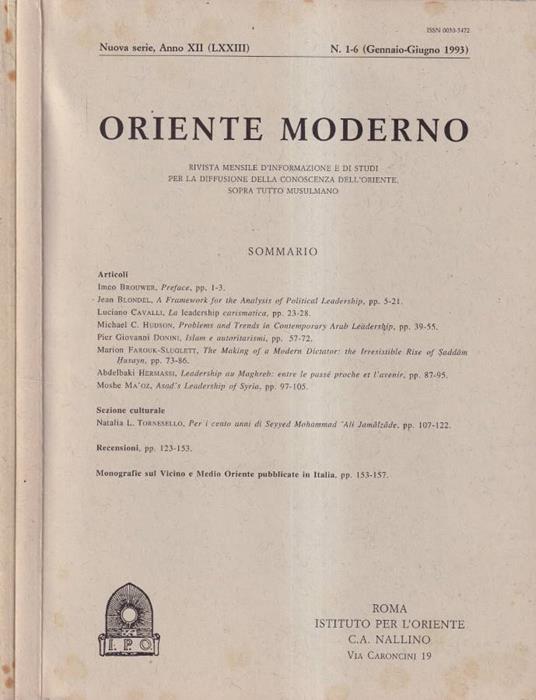 ISSN 0030-5472
Nuova serie, Anno XII (LXXIII) N. 1-6 (Gennaio-Giugno 1993)
ORIENTE MODERNO
RIVISTA MENSILE D'INFORMAZIONE E DI STUDI
PER LA DIFFUSIONE DELLA CONOSCENZA DELL'ORIENTE,
SOPRA TUTTO MUSULMANO
SOMMARIO
Articoli
Imco BROUWER, Preface, pp. 1-3.
Jean BLONDEL, A Framework for the Analysis of Political Leadership, pp. 5-21.
Luciano CAVALLI, La leadership carismatica, pp. 23-28.
Michael C. HUDSON, Problems and Trends in Contemporary Arab Leadership, pp. 39-55.
Pier Giovanni DONINI, Islam e autoritarismi, pp. 57-72.
Marion FAROUK-SLUGLETT, The Making of a Modern Dictator: the Irresistible Rise of Ṣaddām
Ḥusayn, pp. 73-86.
Abdelbaki HERMASSI, Leadership au Maghreb: entre le passé proche et l'avenir, pp. 87-95.
Moshe MA'OZ, Asad's Leadership of Syria, pp. 97-105.
Sezione culturale
Natalia L. TORNESELLO, Per i cento anni di Seyyed Mohammad ʿAli Jamâlzâde, pp. 107-122.
Recensioni, pp. 123-153.
Monografie sul Vicino e Medio Oriente pubblicate in Italia, pp. 153-157.
I. P. O.
ROMA
ISTITUTO PER L'ORIENTE
C.A. NALLINO
VIA CARONCINI 19